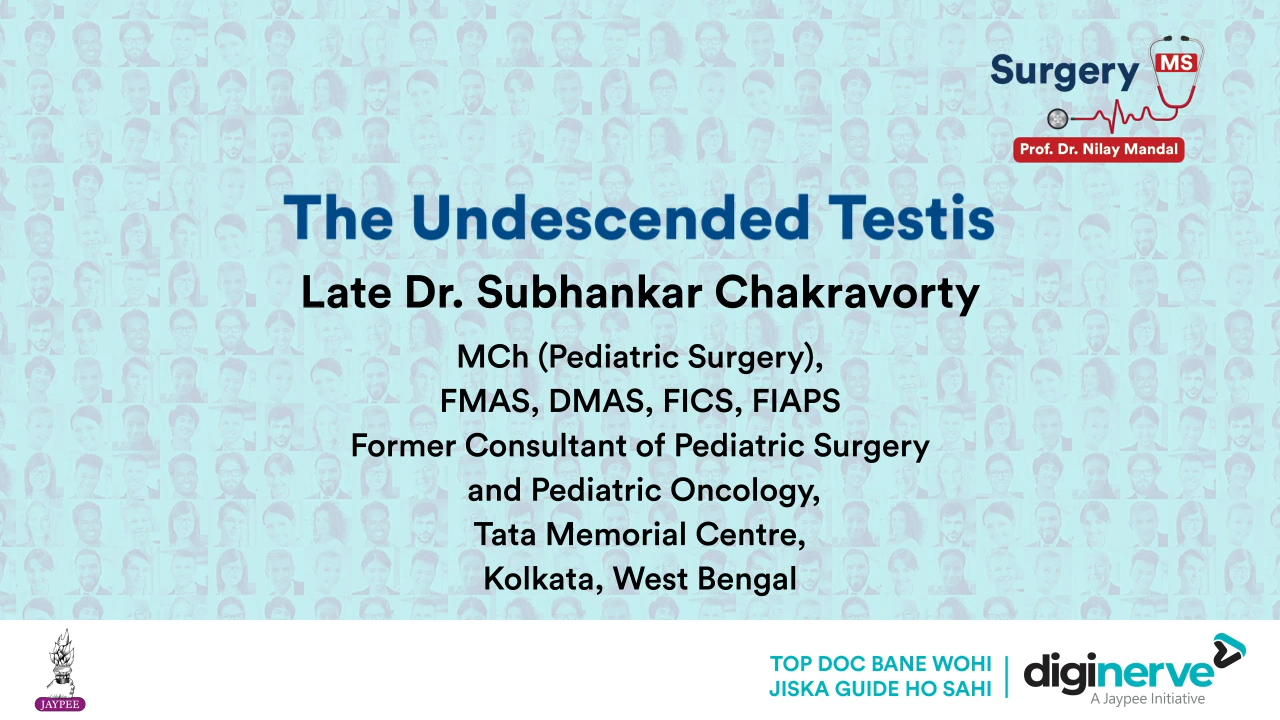 Surgery MS
Prof. Dr. Nilay Mandal
The Undescended Testis
Late Dr. Subhankar Chakravorty
MCh (Pediatric Surgery),
FMAS, DMAS, FICS, FIAPS
Former Consultant of Pediatric Surgery
and Pediatric Oncology,
Tata Memorial Centre,
Kolkata, West Bengal
JAYPEE
TOP DOC BANE WOHI
JISKA GUIDE HO SAHI
diginerve
A Jaypee Initiative